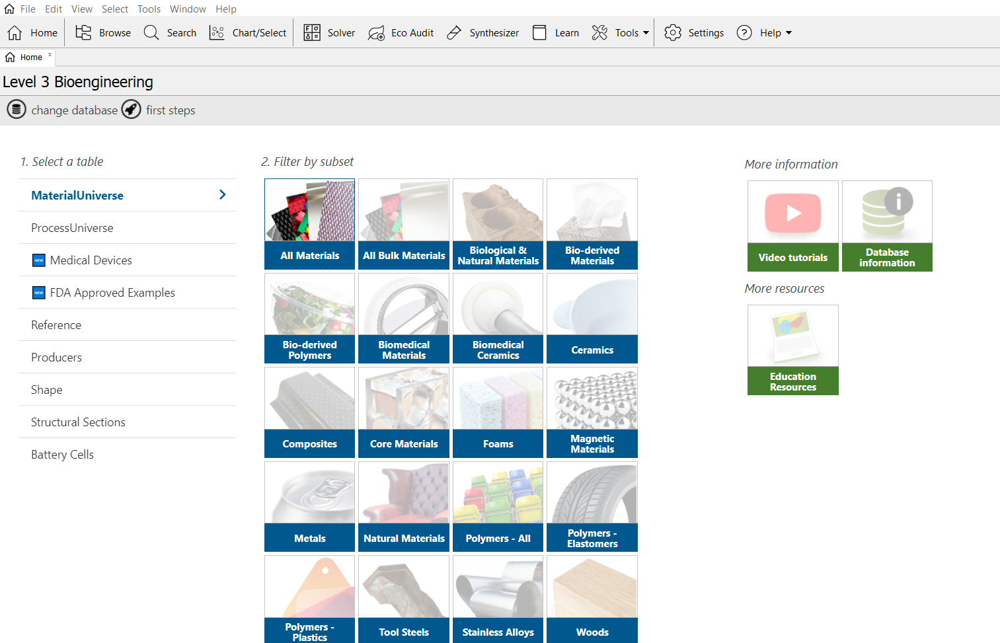 File Edit View Select Tools Window Help
Home Browse Search Chart/Select Solver Eco Audit Synthesizer Learn Tools Settings Help
Home x
Level 3 Bioengineering
change database first steps
1. Select a table
MaterialUniverse
ProcessUniverse
NEW Medical Devices
NEW FDA Approved Examples
Reference
Producers
Shape
Structural Sections
Battery Cells
2. Filter by subset
All Materials
All Bulk Materials
Biological &
Natural Materials
Bio-derived
Materials
Bio-derived
Polymers
Biomedical
Materials
Biomedical
Ceramics
Ceramics
Composites
Core Materials
Foams
Magnetic
Materials
Metals
Natural Materials
Polymers - All
Polymers -
Elastomers
Polymers -
Plastics
Tool Steels
Stainless Alloys
Woods
More information
Video tutorials
Database
information
More resources
Education
Resources